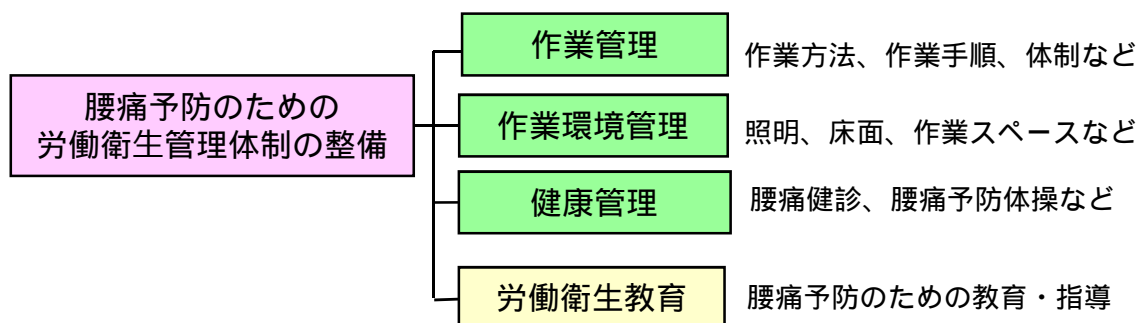 腰痛予防のための
労働衛生管理体制の整備
作業管理
作業方法、作業手順、体制など
作業環境管理
照明、床面、作業スペースなど
健康管理
腰痛健診、腰痛予防体操など
労働衛生教育
腰痛予防のための教育・指導